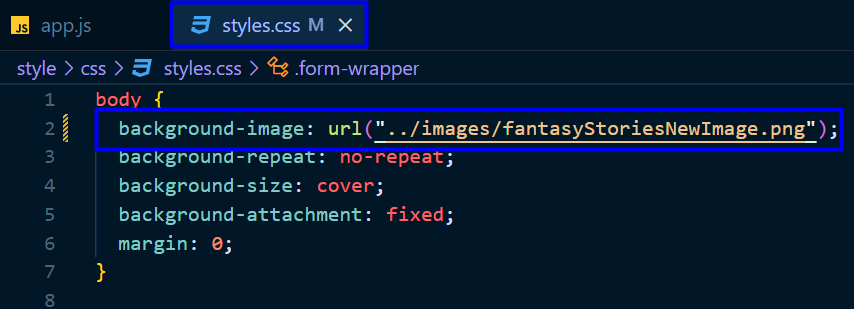 JS app.js styles.css M ×
style > css > styles.css > .form-wrapper
1 body {
2 background-image: url("../images/fantasyStoriesNewImage.png");
3 background-repeat: no-repeat;
4 background-size: cover;
5 background-attachment: fixed;
6 margin: 0;
7 }
8